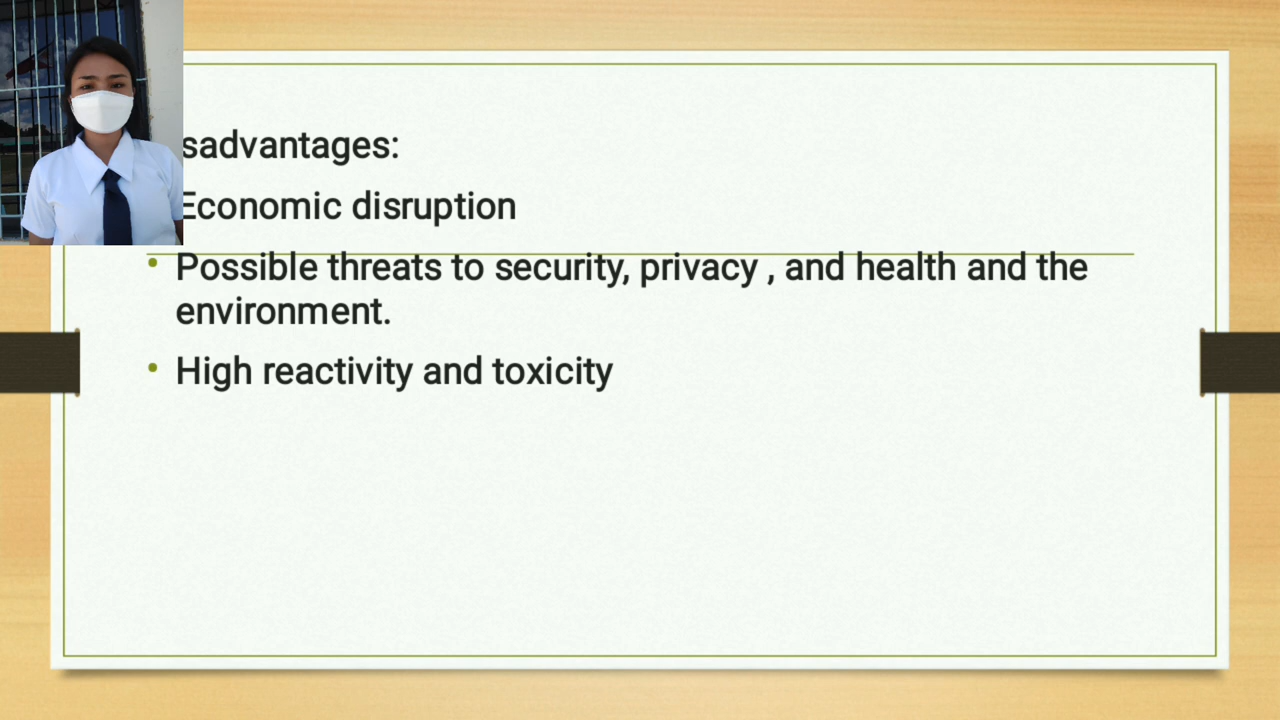 sadvantages:
Economic disruption
• Possible threats to security, privacy , and health and the
environment.
• High reactivity and toxicity